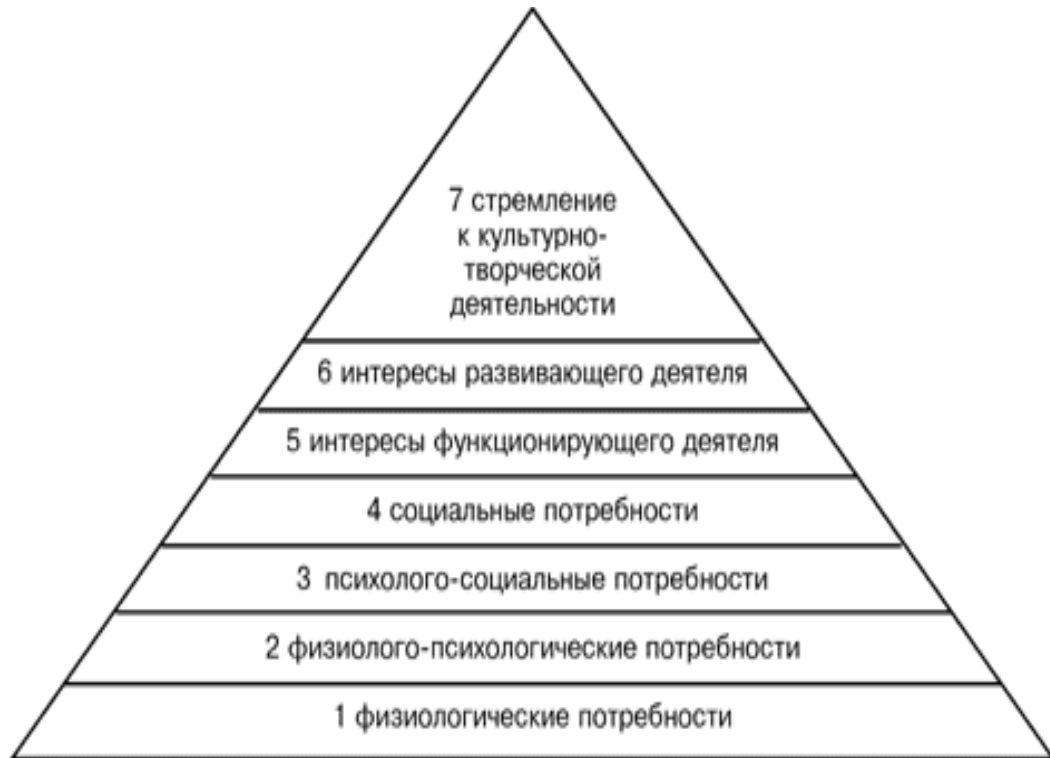 7 стремление
к культурно-
творческой
деятельности
6 интересы развивающего деятеля
5 интересы функционирующего деятеля
4 социальные потребности
3 психолого-социальные потребности
2 физиолого-психологические потребности
1 физиологические потребности